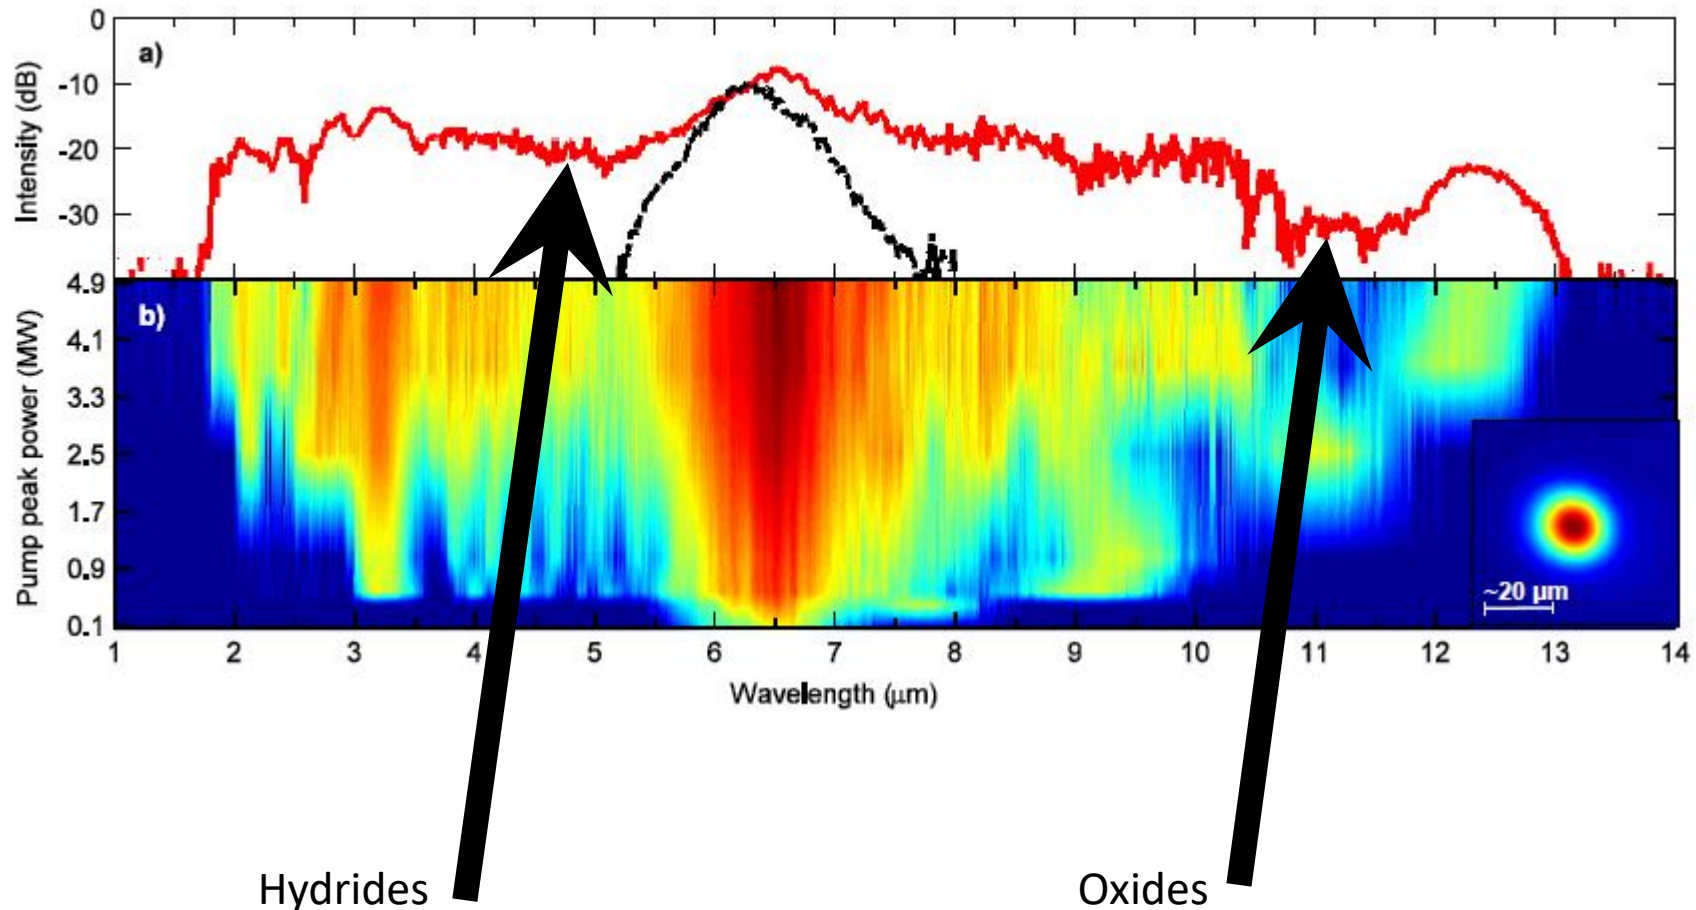 0
-10
-20
-30
Intensity (dB)
a)
4.9
4.1
3.3
2.5
1.7
0.9
0.1
Pump peak power (MW)
b)
~20 μm
1 2 3 4 5 6 7 8 9 10 11 12 13 14
Wavelength (μm)
Hydrides
Oxides